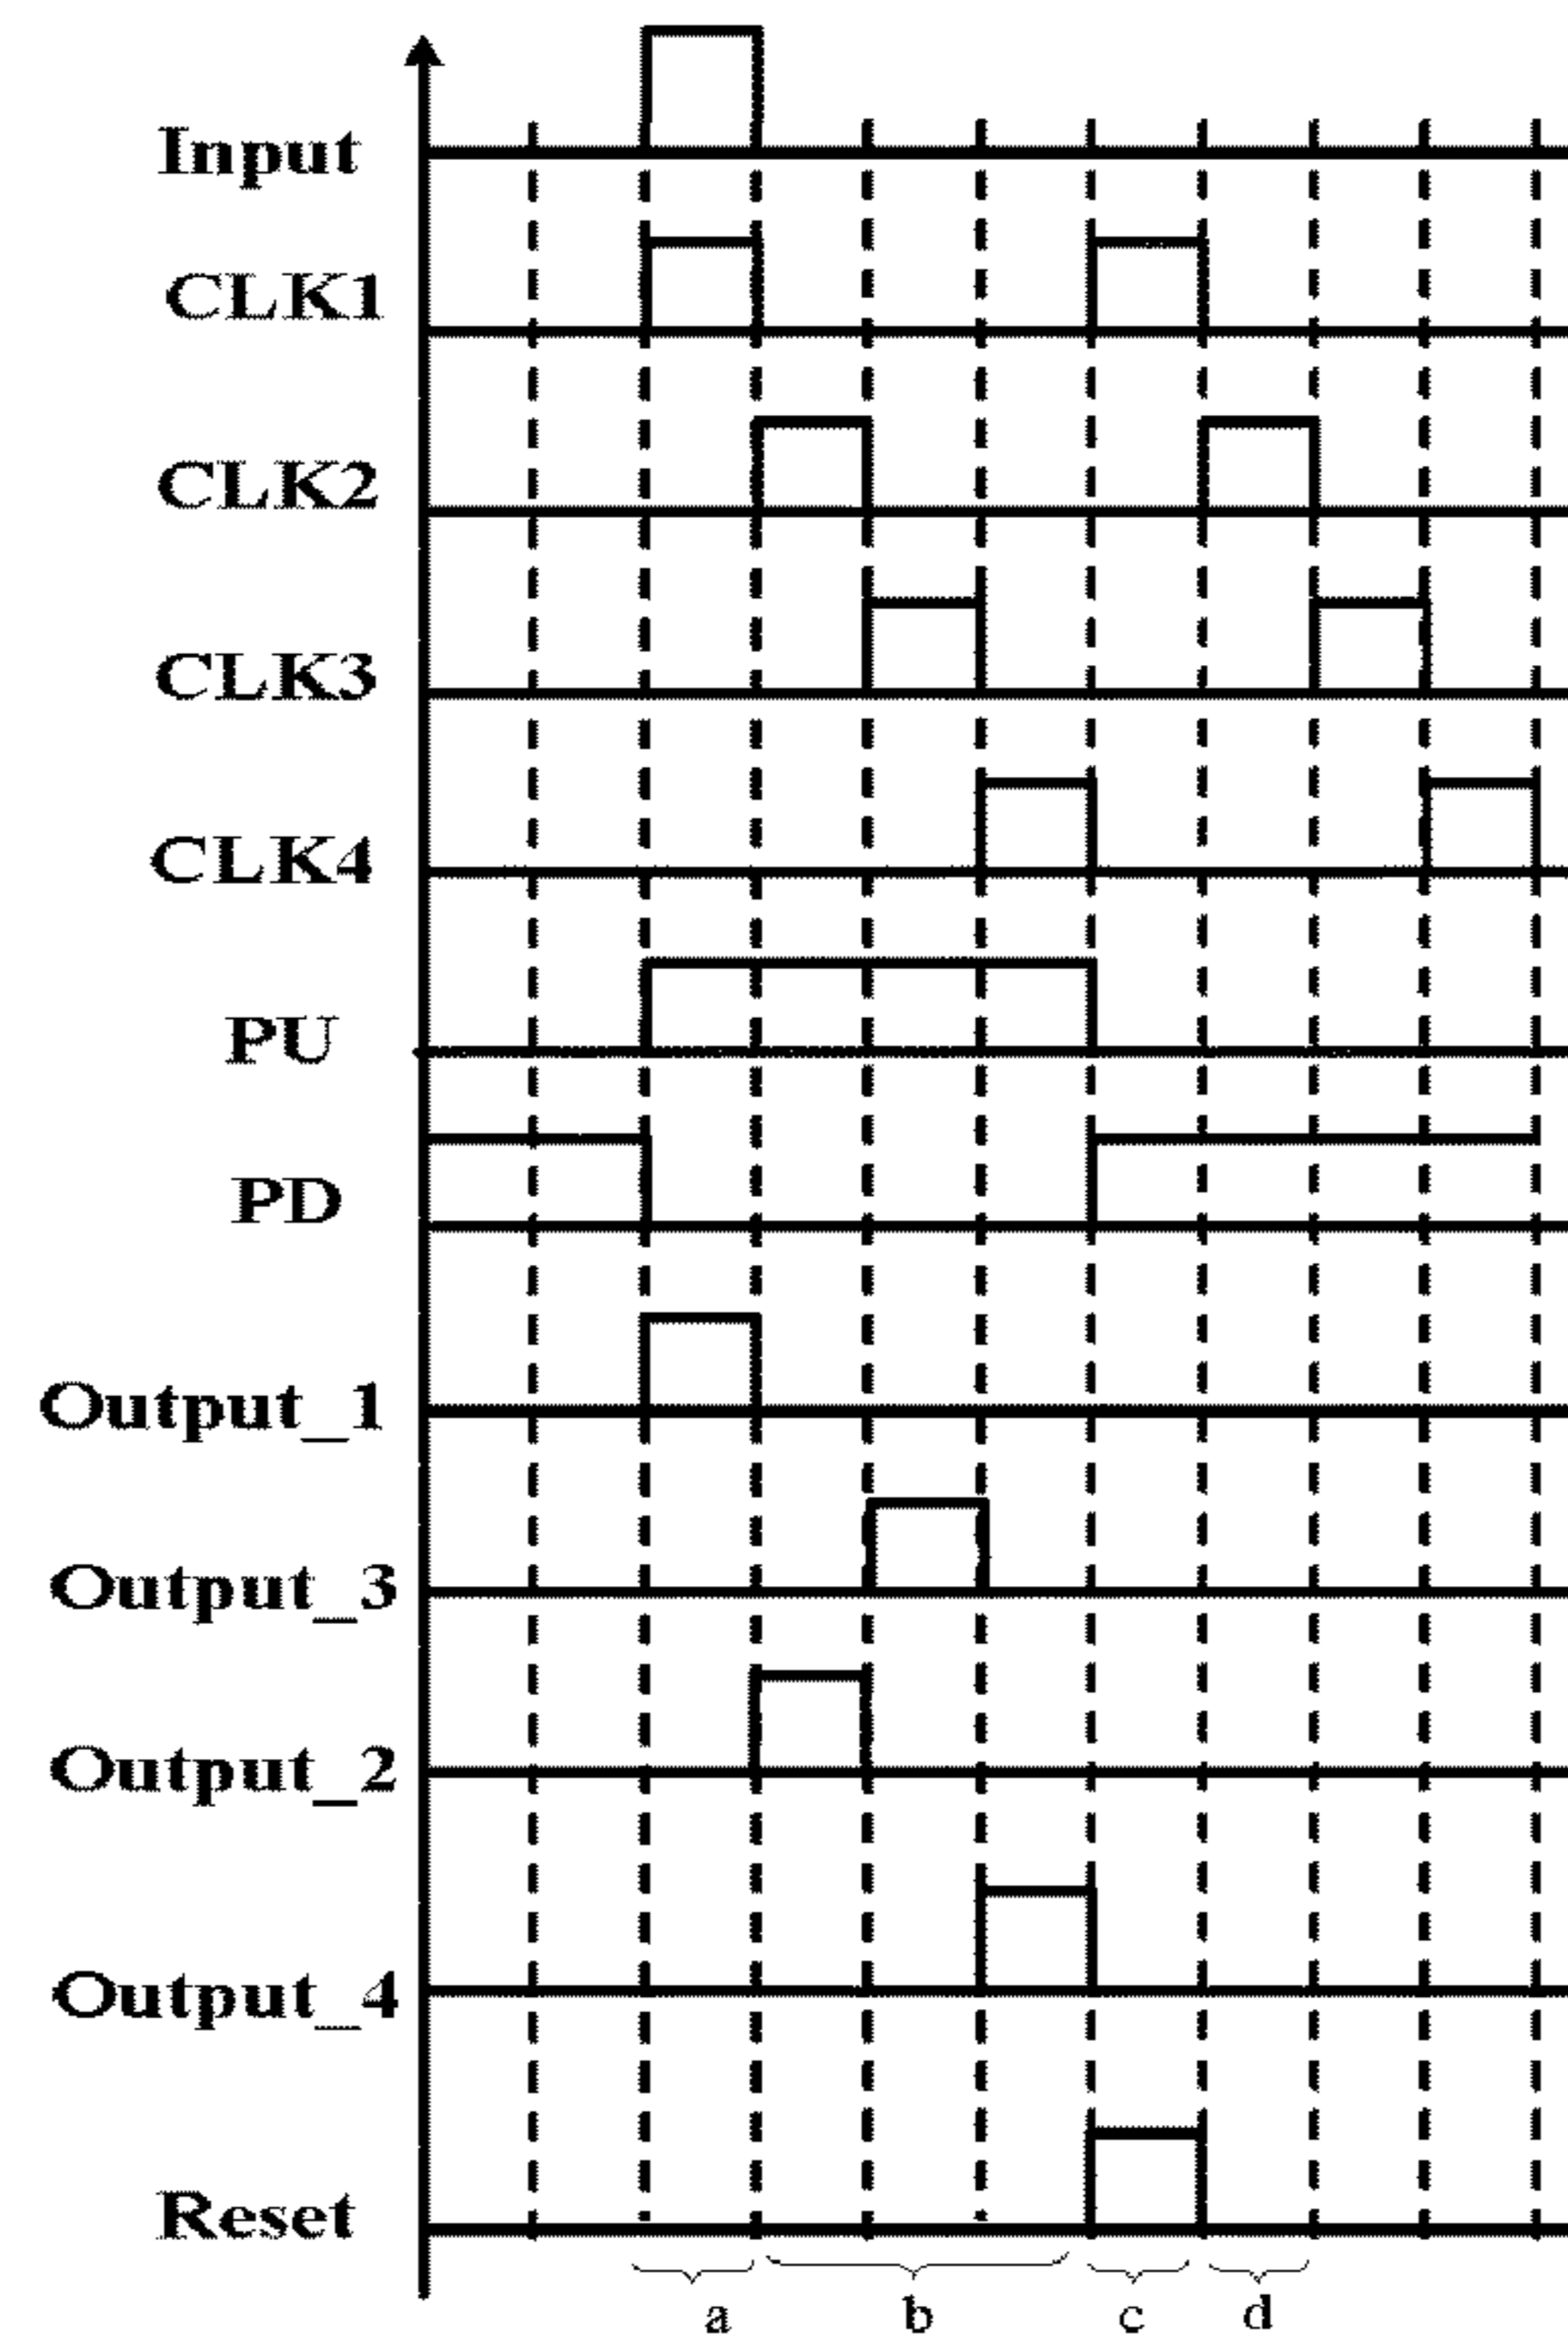 Input
CLK1
CLK2
CLK3
CLK4
PU
PD
Output_1
Output_3
Output_2
Output_4
Reset
a b c d